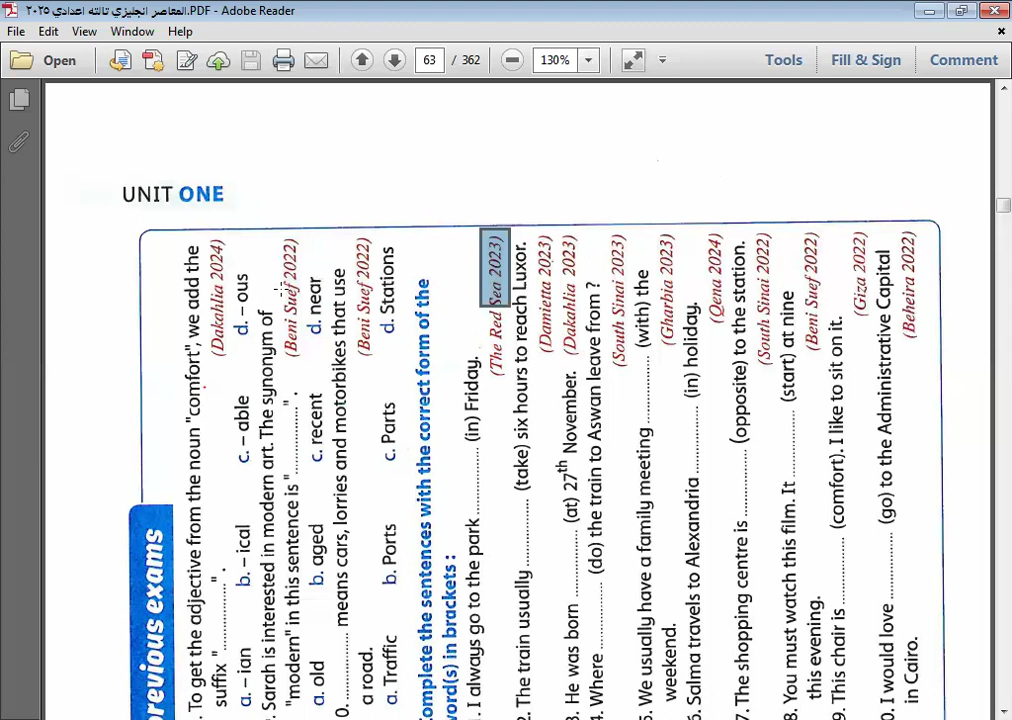 المعاصر انجليزي تالته اعدادي ٢٠٢٥.PDF - Adobe Reader
File Edit View Window Help
Open 63 / 362 130% Tools Fill & Sign Comment
UNIT ONE
previous exams
. To get the adjective from the noun "comfort", we add the
suffix "..............".
(Dakahlia 2024)
a. – ian b. – ical c. – able d. – ous
. Sarah is interested in modern art. The synonym of
"modern" in this sentence is "..............".
(Beni Suef 2022)
a. old b. aged c. recent d. near
0. .............. means cars, lorries and motorbikes that use
a road.
(Beni Suef 2022)
a. Traffic b. Ports c. Parts d. Stations
Complete the sentences with the correct form of the
word(s) in brackets :
1. I always go to the park .............. (in) Friday.
(The Red Sea 2023)
2. The train usually .............. (take) six hours to reach Luxor.
(Damietta 2023)
3. He was born .............. (at) 27th November.
(Dakahlia 2023)
4. Where .............. (do) the train to Aswan leave from ?
(South Sinai 2023)
5. We usually have a family meeting .............. (with) the
weekend.
(Gharbia 2023)
6. Salma travels to Alexandria .............. (in) holiday.
(Qena 2024)
7. The shopping centre is .............. (opposite) to the station.
(South Sinai 2022)
8. You must watch this film. It .............. (start) at nine
this evening.
(Beni Suef 2022)
9. This chair is .............. (comfort). I like to sit on it.
(Giza 2022)
0. I would love .............. (go) to the Administrative Capital
in Cairo.
(Beheira 2022)